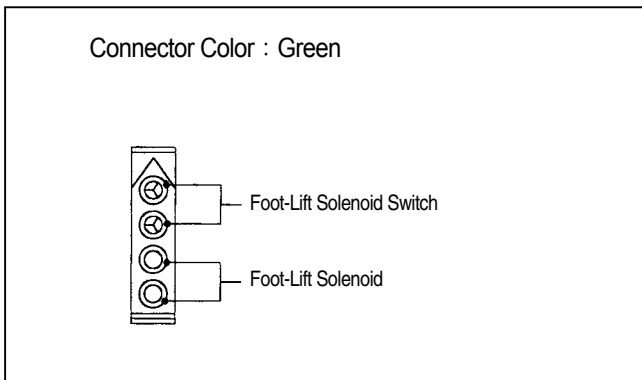 Connector Color : Green
Foot-Lift Solenoid Switch
Foot-Lift Solenoid